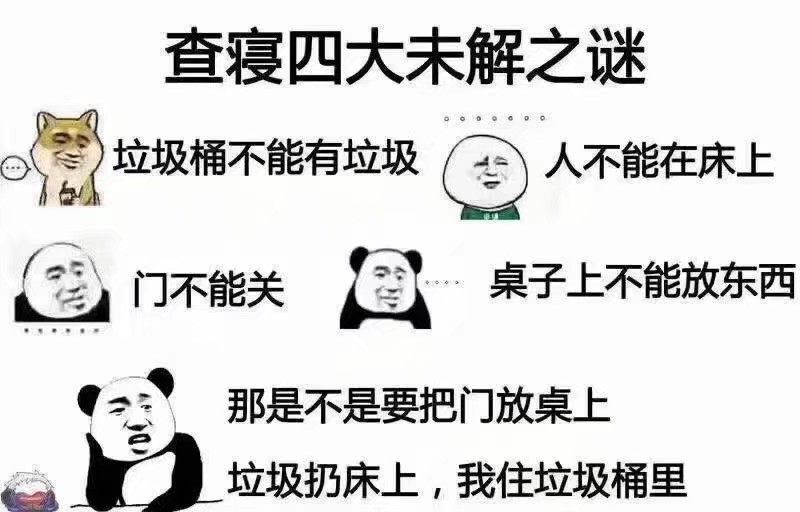 查寝四大未解之谜
垃圾桶不能有垃圾
人不能在床上
门不能关
桌子上不能放东西
那是不是要把门放桌上
垃圾扔床上，我住垃圾桶里